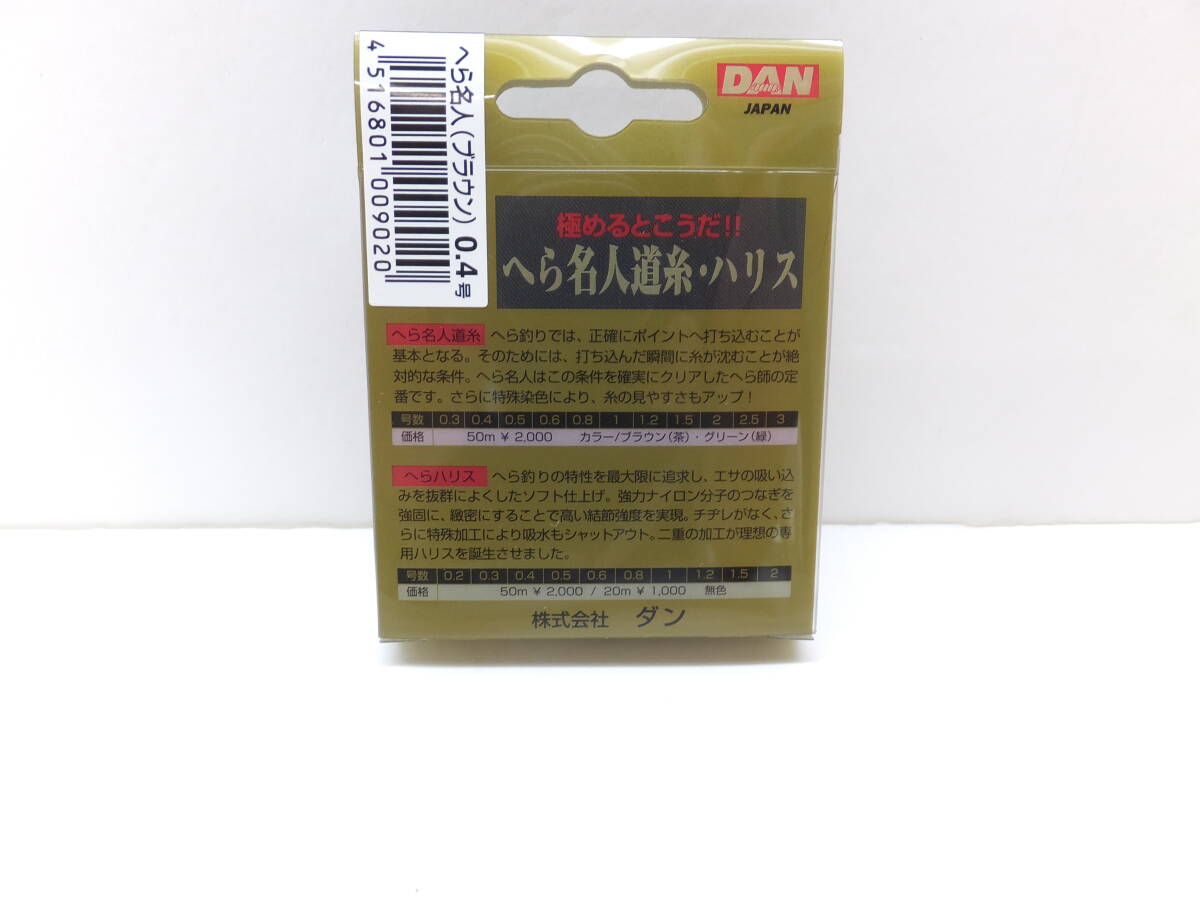 へら名人(ブラウン) 0.4号
4 516801 009020
DAN
JAPAN
極めるとこうだ!!
へら名人道糸・ハリス
へら名人道糸 へら釣りでは、正確にポイントへ打ち込むことが
基本となる。そのためには、打ち込んだ瞬間に糸が沈むことが絶
対的な条件。へら名人はこの条件を確実にクリアしたへら師の定
番です。さらに特殊染色により、糸の見やすさもアップ!
号数 0.3 0.4 0.5 0.6 0.8 1 1.2 1.5 2 2.5 3
価格 50m ¥ 2,000 カラー/ブラウン(茶)・グリーン(緑)
へらハリス へら釣りの特性を最大限に追求し、エサの吸い込
みを抜群によくしたソフト仕上げ。強力ナイロン分子のつなぎを
強固に、緻密にすることで高い結節強度を実現。チヂレがなく、さ
らに特殊加工により吸水もシャットアウト。二重の加工が理想の専
用ハリスを誕生させました。
号数 0.2 0.3 0.4 0.5 0.6 0.8 1 1.2 1.5 2
価格 50m ¥ 2,000 / 20m ¥ 1,000 無色
株式会社 ダン